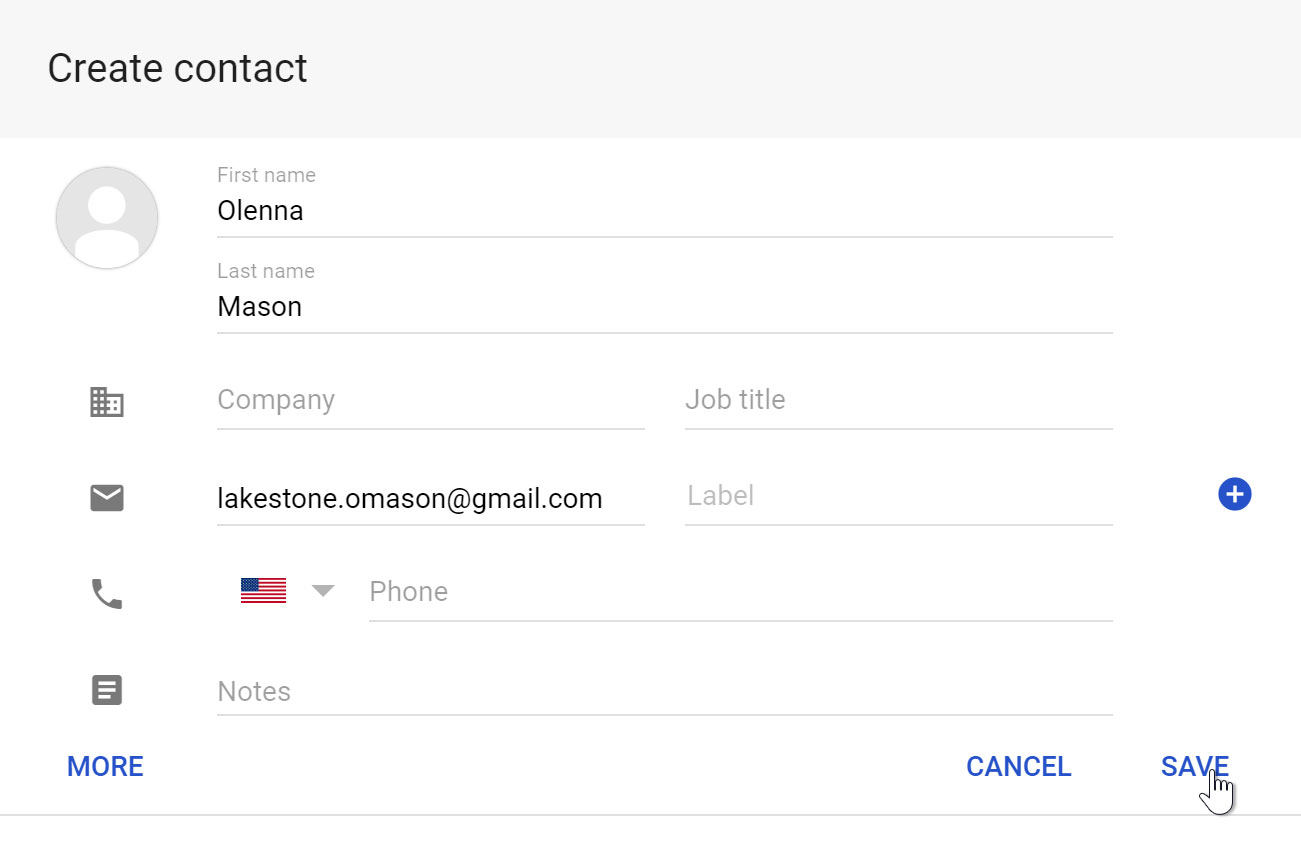 Create contact
First name
Olenna
Last name
Mason
Company Job title
lakestone.omason@gmail.com Label
Phone
Notes
MORE CANCEL SAVE